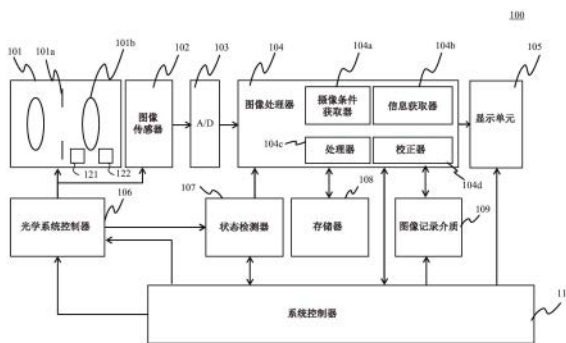 100
101
101a
101b
102
103
104
104a
104b
105
图像传感器
A/D
图像处理器
摄像条件获取器
信息获取器
显示单元
104c
处理器
校正器
104d
121
122
106
107
108
109
光学系统控制器
状态检测器
存储器
图像记录介质
系统控制器
11